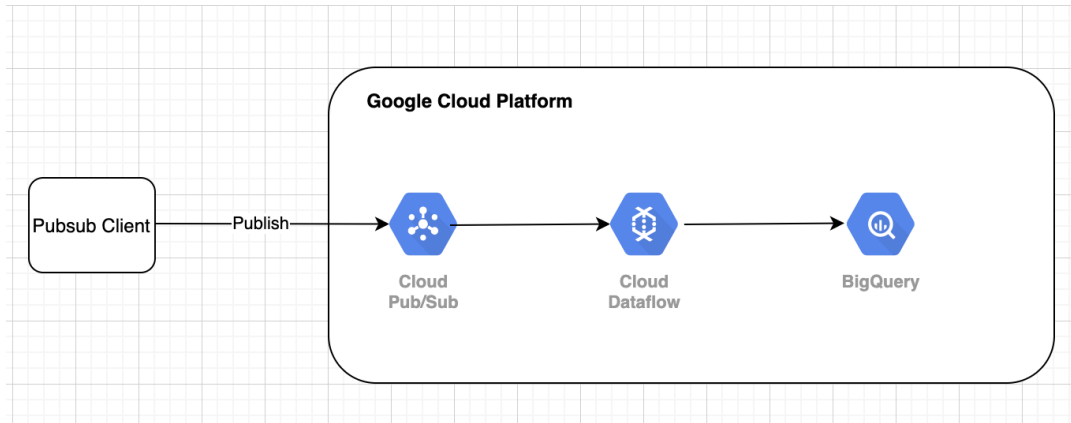 Google Cloud Platform
Pubsub Client
Publish
Cloud
Pub/Sub
Cloud
Dataflow
BigQuery